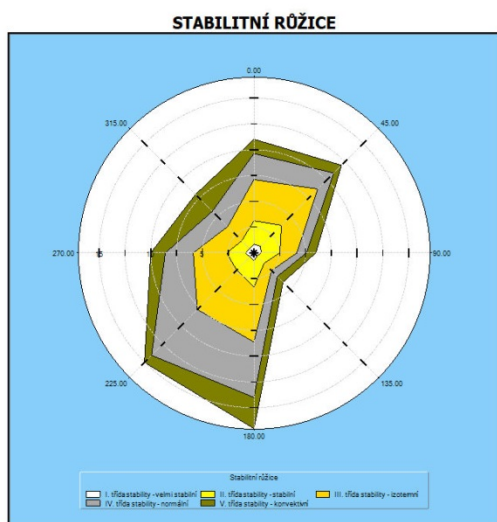 STABILITNÍ RŮŽICE
0.00
315.00
45.00
270.00
15
5
90.00
225.00
135.00
180.00
Stabilitní růžice
I. třída stability - velmi stabilní
II. třída stability - stabilní
III. třída stability - izotermní
IV. třída stability - normální
V. třída stability - konvektivní